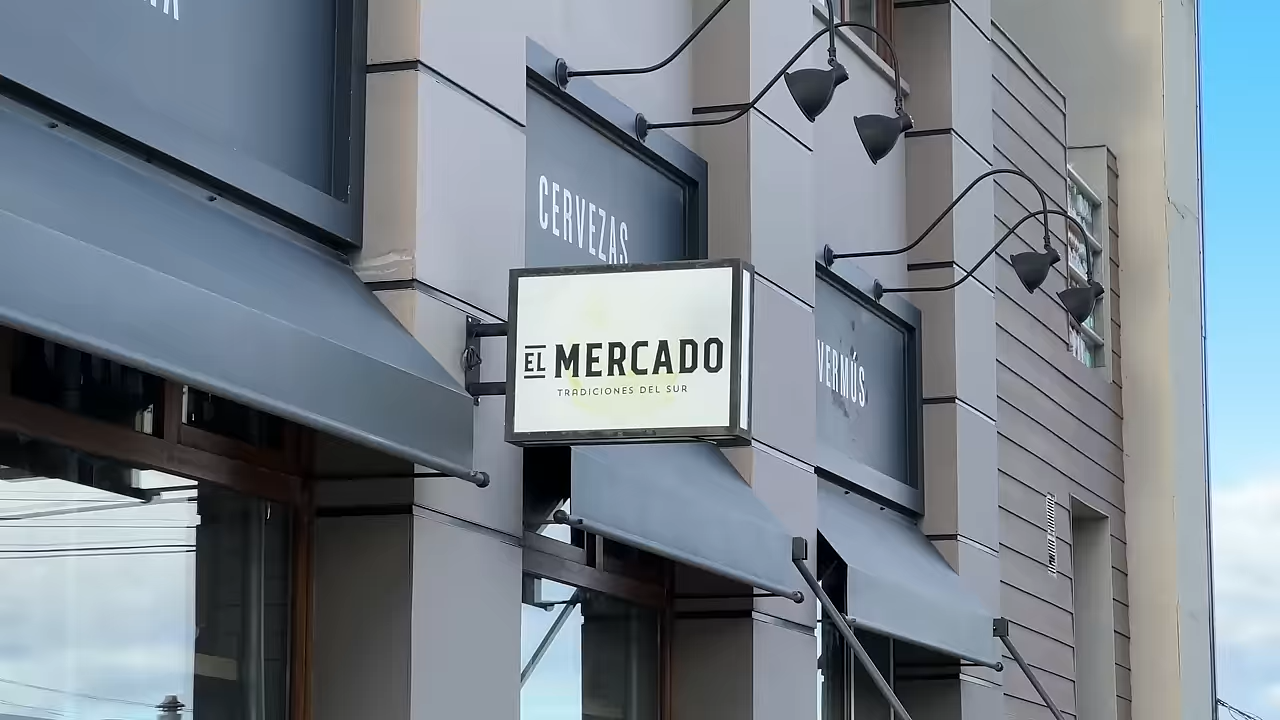 CERVEZAS
EL MERCADO
TRADICIONES DEL SUR
VERMÚS